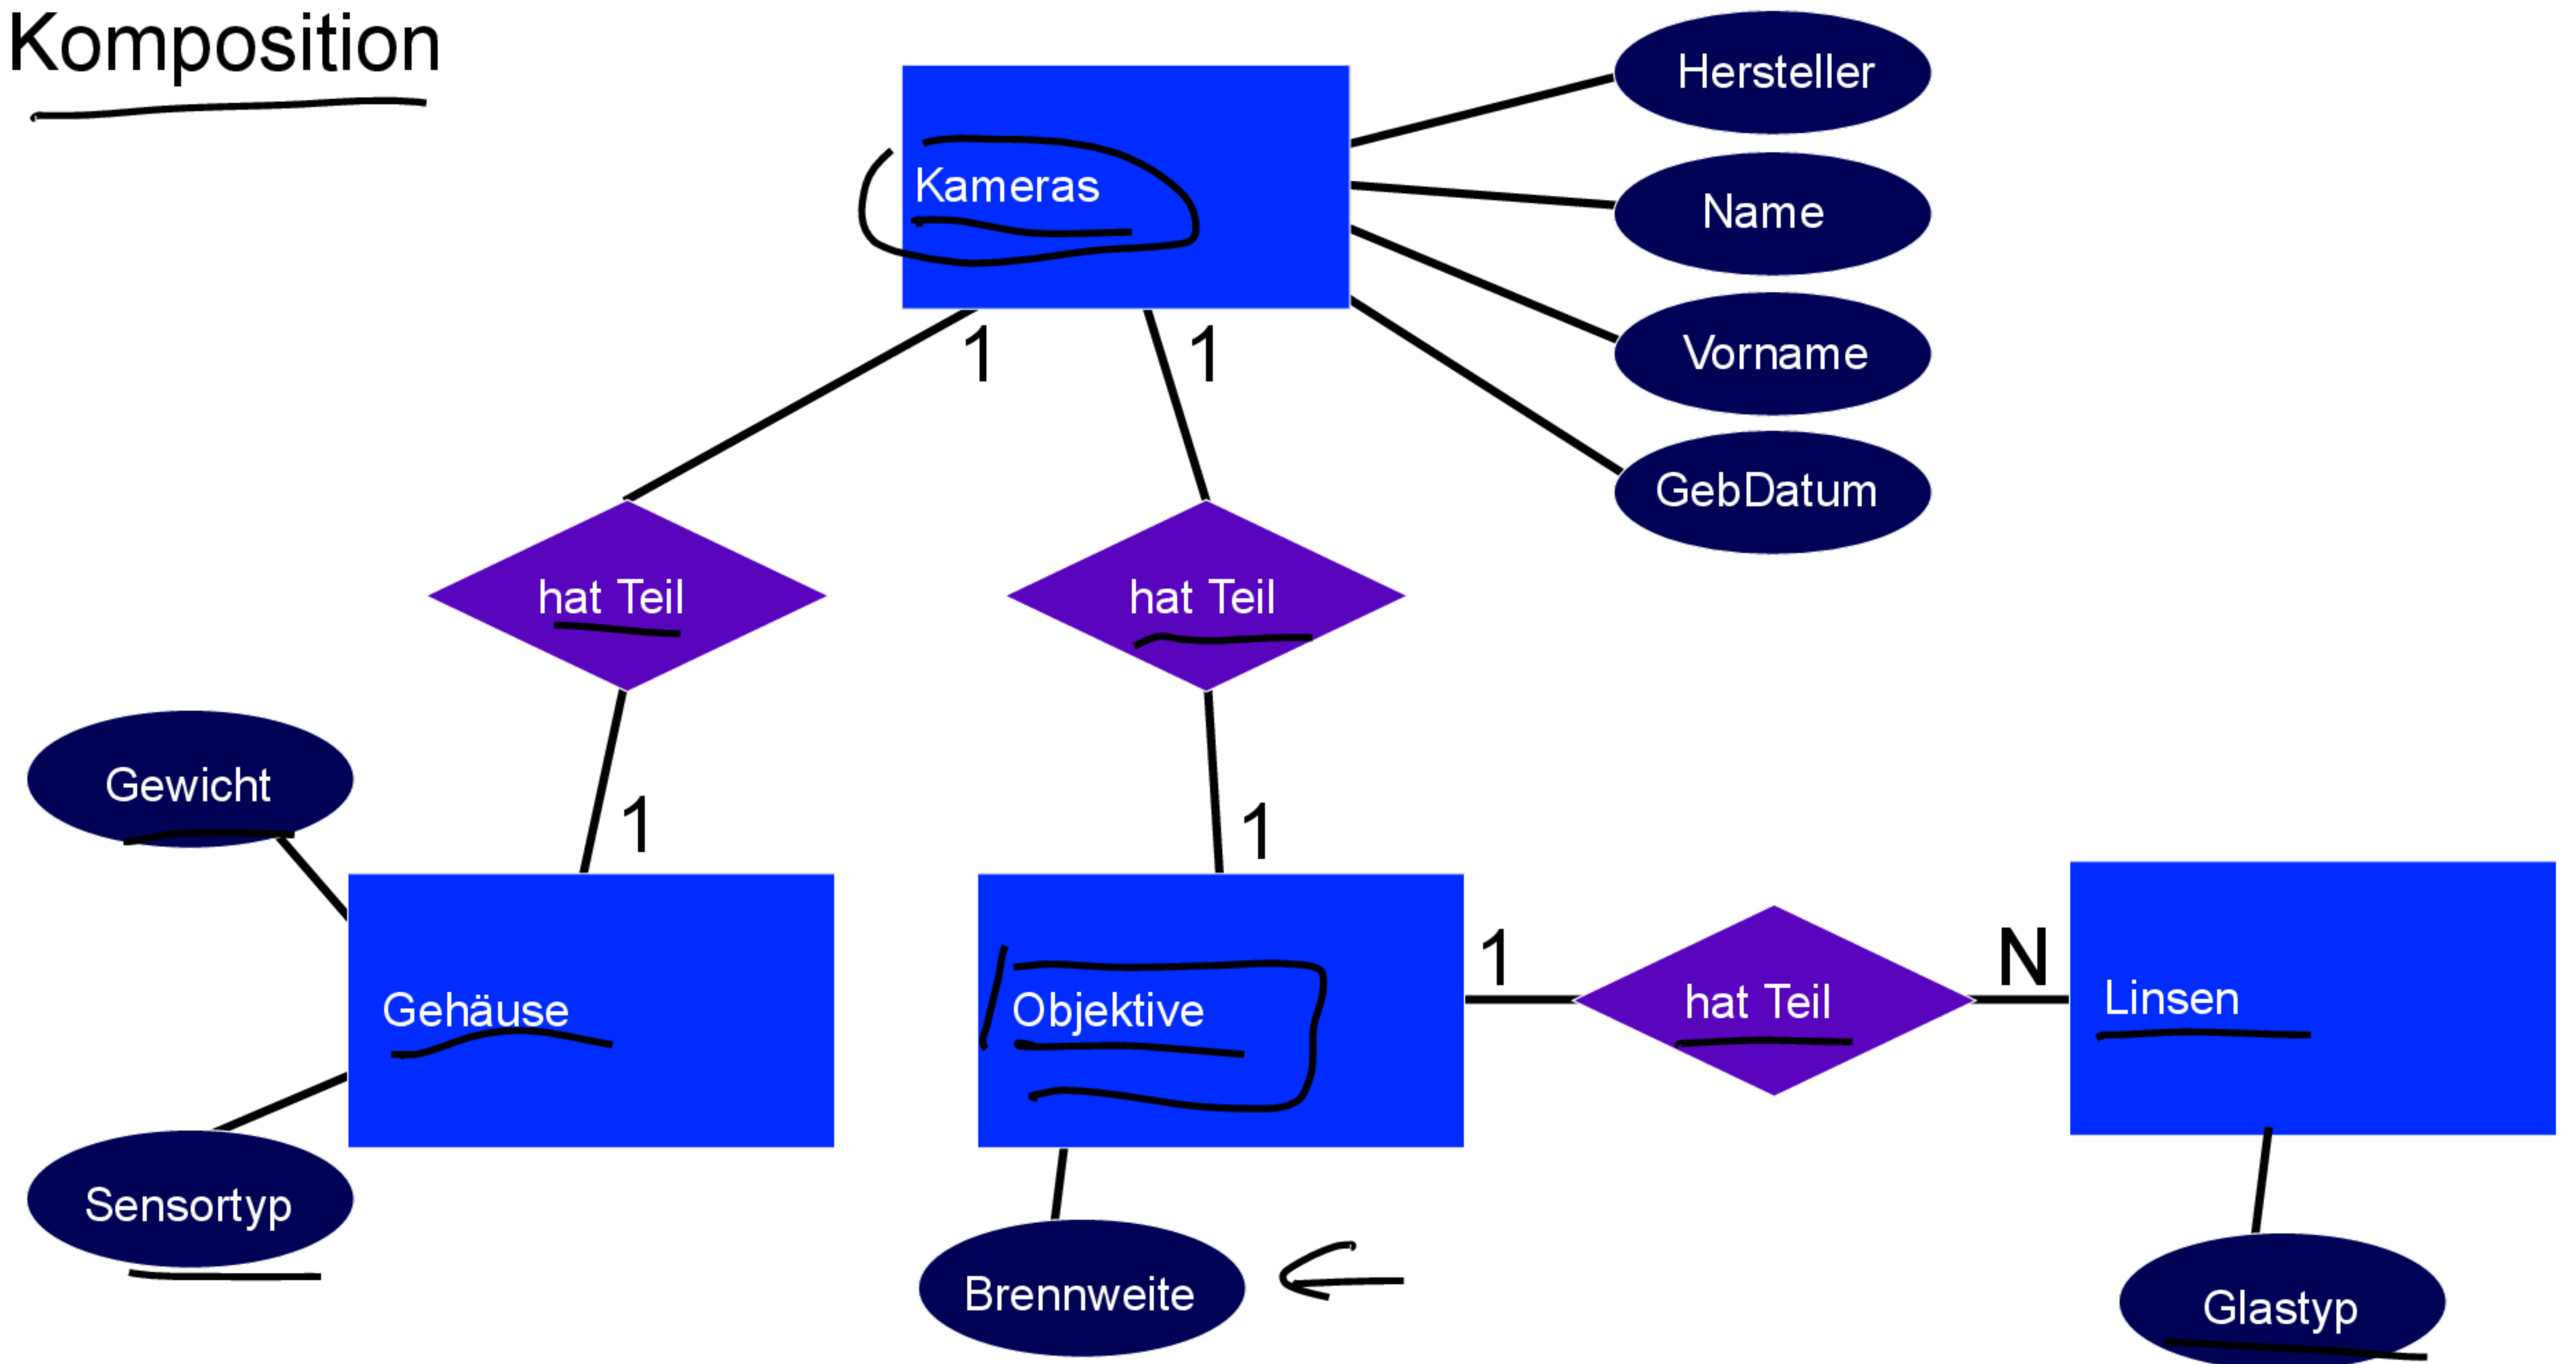 Komposition
Hersteller
Kameras
Name
Vorname
GebDatum
1
1
hat Teil
hat Teil
Gewicht
1
1
Gehäuse
Objektive
1
hat Teil
N
Linsen
Sensortyp
Brennweite
Glastyp